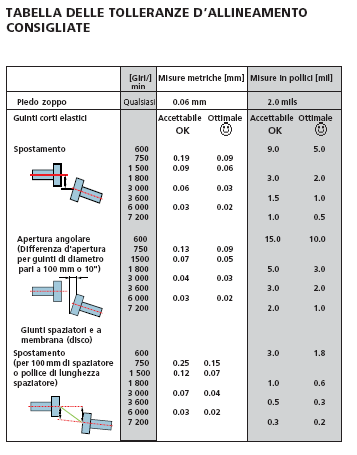 TABELLA DELLE TOLLERANZE D'ALLINEAMENTO
CONSIGLIATE
[Giri/] min Misure metriche [mm] Misure in pollici [mil]
Piedo zoppo Qualsiasi 0.06 mm 2.0 mils
Guinti corti elastici Accettabile Ottimale Accettabile Ottimale
OK OK
Spostamento 600 9.0 5.0
750 0.19 0.09
1 500 0.09 0.06
1 800 3.0 2.0
3 000 0.06 0.03
3 600 1.5 1.0
6 000 0.03 0.02
7 200 1.0 0.5
Apertura angolare 600 15.0 10.0
(Differenza d'apertura 750 0.13 0.09
per guinti di diametro 1500 0.07 0.05
pari a 100 mm o 10") 1 800 5.0 3.0
3 000 0.04 0.03
3 600 3.0 2.0
6 000 0.03 0.02
7 200 2.0 1.0
Giunti spaziatori e a
membrana (disco)
Spostamento 600 3.0 1.8
(per 100 mm di spaziatore 750 0.25 0.15
o pollice di lunghezza 1 500 0.12 0.07
spaziatore) 1 800 1.0 0.6
3 000 0.07 0.04
3 600 0.5 0.3
6 000 0.03 0.02
7 200 0.3 0.2